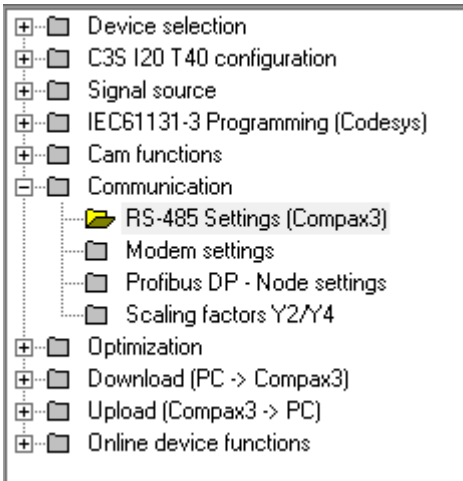 Device selection
C3S I20 T40 configuration
Signal source
IEC61131-3 Programming (Codesys)
Cam functions
Communication
RS-485 Settings (Compax3)
Modem settings
Profibus DP - Node settings
Scaling factors Y2/Y4
Optimization
Download (PC -> Compax3)
Upload (Compax3 -> PC)
Online device functions